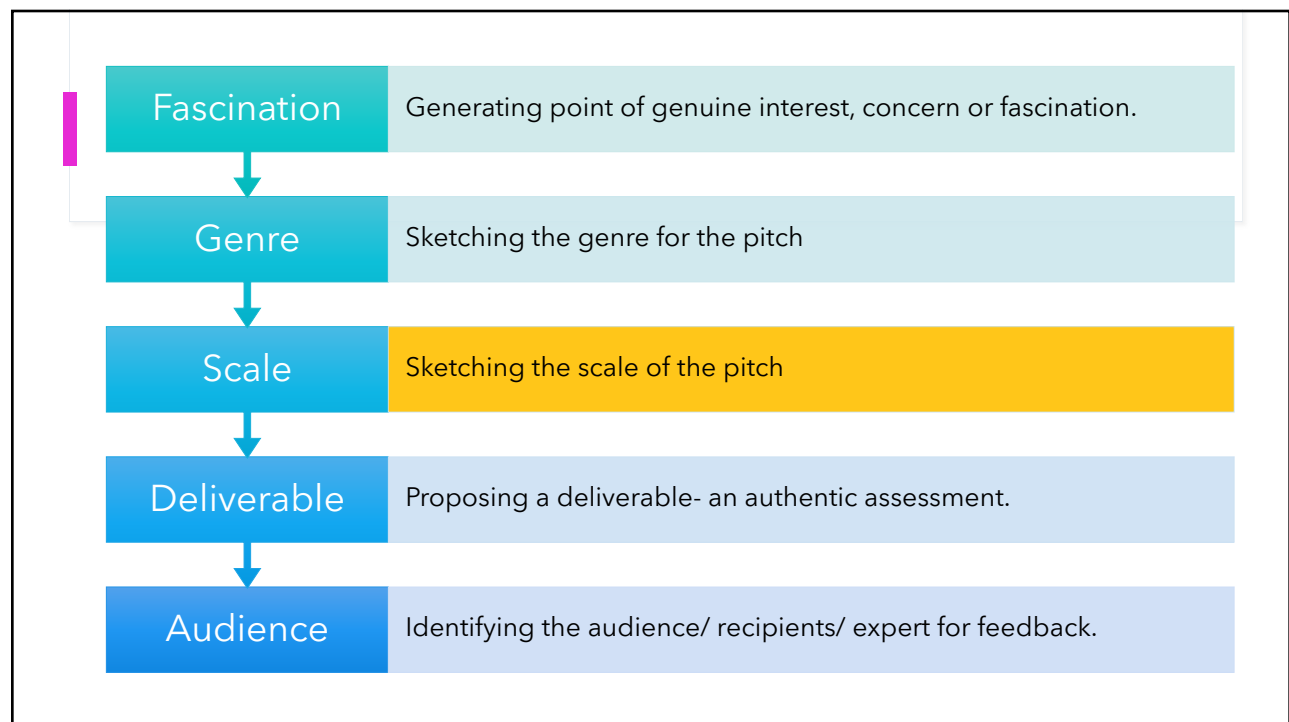 Fascination
Generating point of genuine interest, concern or fascination.
Genre
Sketching the genre for the pitch
Scale
Sketching the scale of the pitch
Deliverable
Proposing a deliverable- an authentic assessment.
Audience
Identifying the audience/ recipients/ expert for feedback.